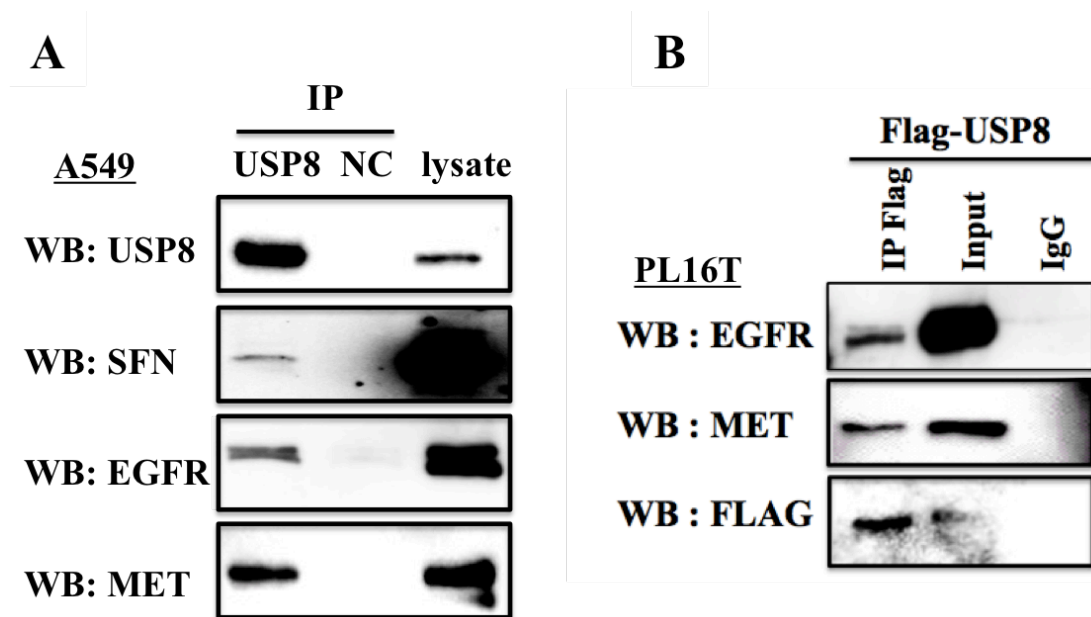 A
IP
A549
USP8 NC lysate
WB: USP8
WB: SFN
WB: EGFR
WB: MET
B
Flag-USP8
IP Flag
Input
IgG
PL16T
WB : EGFR
WB : MET
WB : FLAG